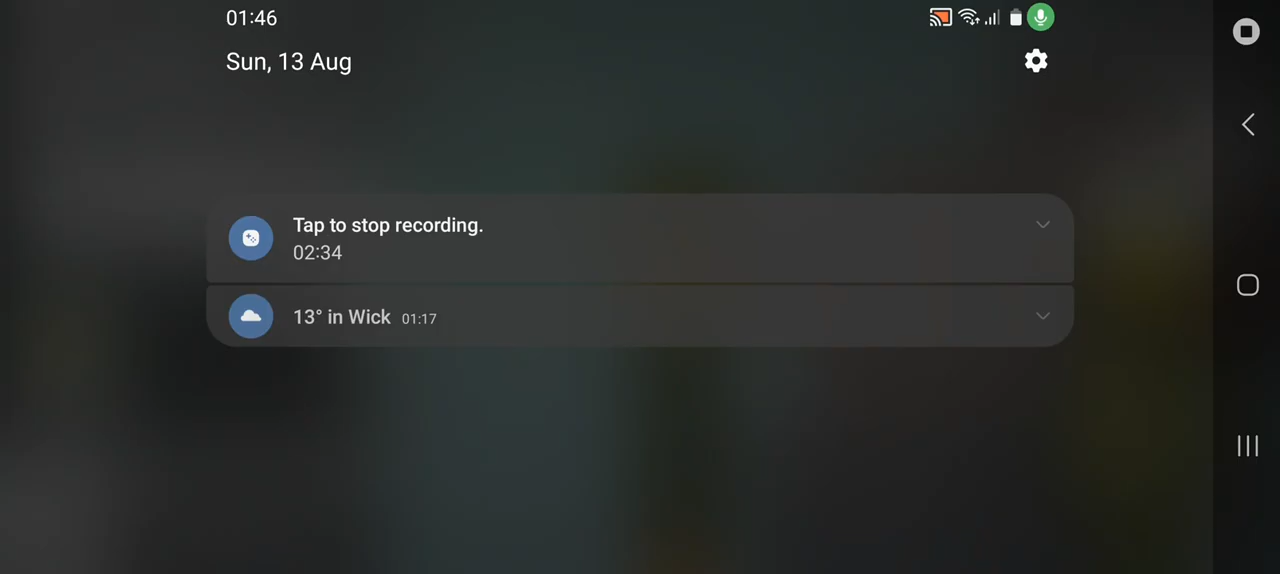 01:46
Sun, 13 Aug
Tap to stop recording.
02:34
13° in Wick 01:17